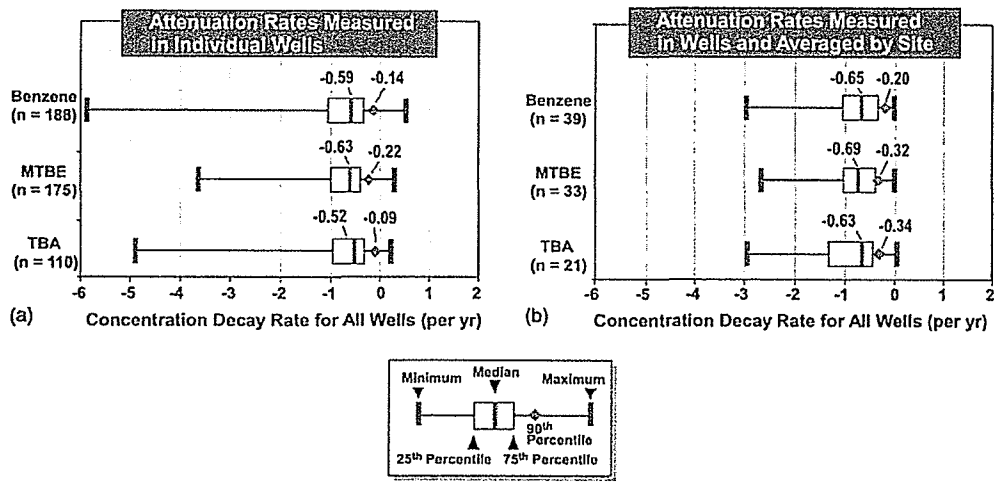 Attenuation Rates Measured
in Individual Wells
-0.59
-0.14
Benzene
(n = 188)
-0.63
-0.22
MTBE
(n = 175)
-0.52
-0.09
TBA
(n = 110)
-6 -5 -4 -3 -2 -1 0 1 2
(a)
Concentration Decay Rate for All Wells (per yr)
Attenuation Rates Measured
in Wells and Averaged by Site
-0.65
-0.20
Benzene
(n = 39)
-0.69
-0.32
MTBE
(n = 33)
-0.63
-0.34
TBA
(n = 21)
-6 -5 -4 -3 -2 -1 0 1 2
(b)
Concentration Decay Rate for All Wells (per yr)
Minimum
Median
Maximum
90th
Percentile
25th Percentile
75th Percentile